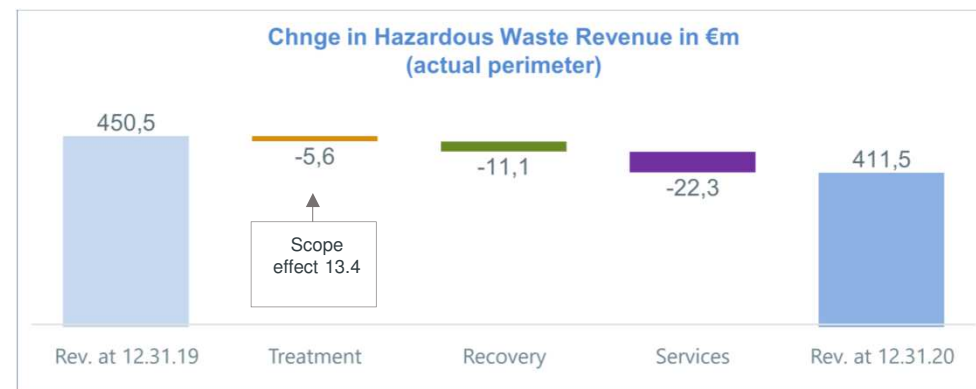 Chnge in Hazardous Waste Revenue in €m
(actual perimeter)
450,5
-5,6
-11,1
-22,3
411,5
Scope
effect 13.4
Rev. at 12.31.19
Treatment
Recovery
Services
Rev. at 12.31.20